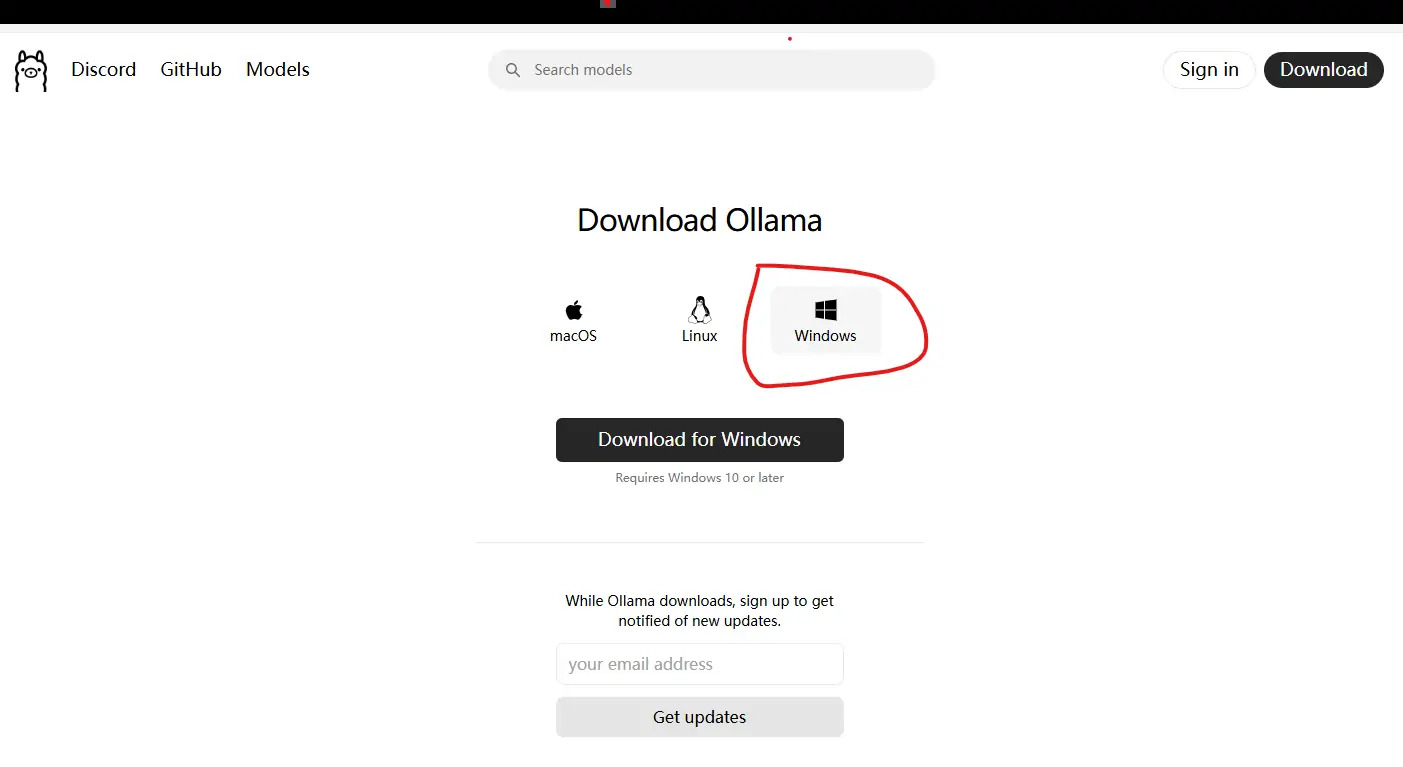 Discord GitHub Models Search models Sign in Download
Download Ollama
macOS Linux Windows
Download for Windows
Requires Windows 10 or later
While Ollama downloads, sign up to get
notified of new updates.
your email address
Get updates